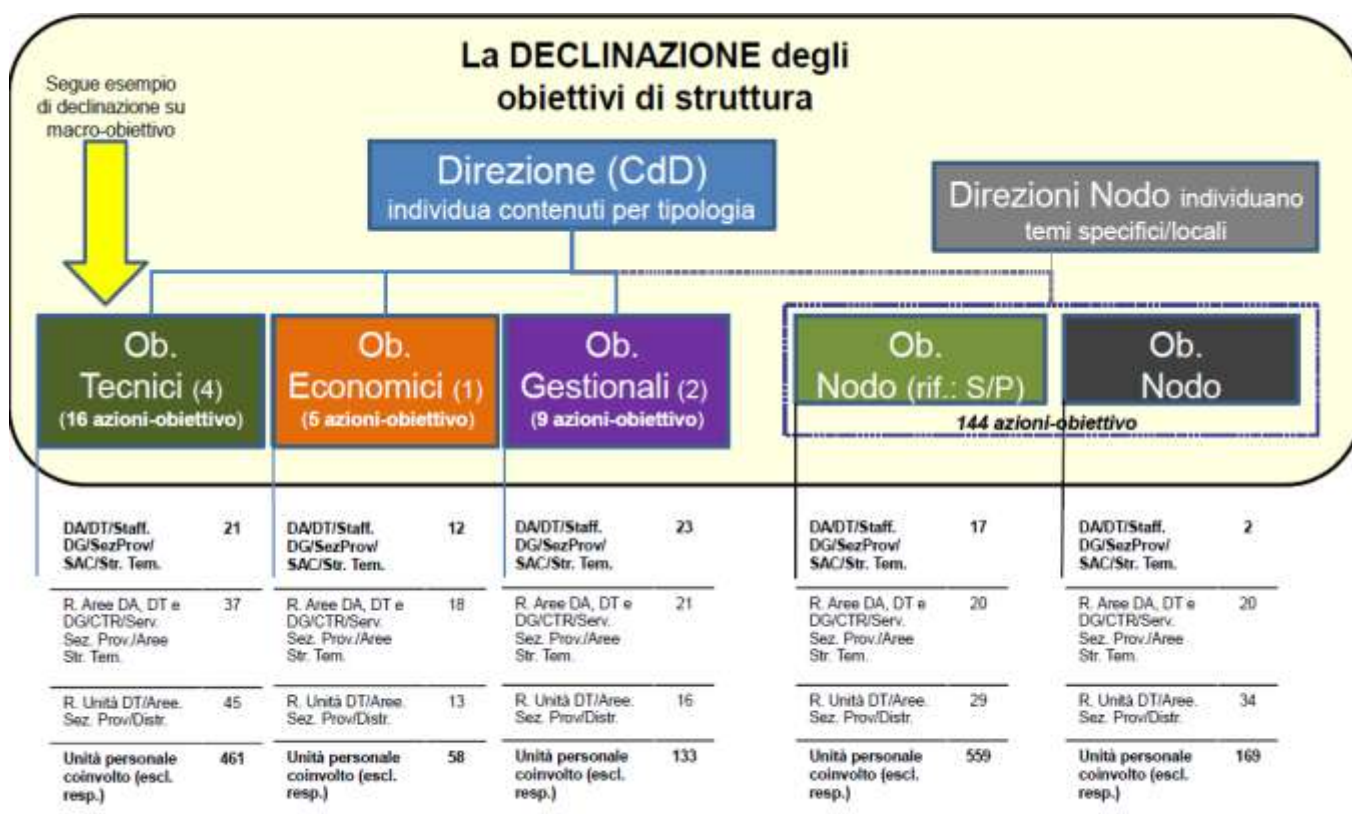 La DECLINAZIONE degli
obiettivi di struttura
Segue esempio
di declinazione su
macro-obiettivo
Direzione (CdD)
individua contenuti per tipologia
Direzioni Nodo individuano
temi specifici/locali
Ob.
Tecnici (4)
(16 azioni-obiettivo)
Ob.
Economici (1)
(5 azioni-obiettivo)
Ob.
Gestionali (2)
(9 azioni-obiettivo)
Ob.
Nodo (rif.: S/P)
Ob.
Nodo
144 azioni-obiettivo
DA/DT/Staff. 21
DG/SezProv/
SAC/Str. Tem.
R. Aree DA, DT e 37
DG/CTR/Serv.
Sez. Prov./Aree
Str. Tem.
R. Unità DT/Aree. 45
Sez. Prov/Distr.
Unità personale 461
coinvolto (escl.
resp.)
DA/DT/Staff. 12
DG/SezProv/
SAC/Str. Tem.
R. Aree DA, DT e 18
DG/CTR/Serv.
Sez. Prov./Aree
Str. Tem.
R. Unità DT/Aree. 13
Sez. Prov/Distr.
Unità personale 58
coinvolto (escl.
resp.)
DA/DT/Staff. 23
DG/SezProv/
SAC/Str. Tem.
R. Aree DA, DT e 21
DG/CTR/Serv.
Sez. Prov./Aree
Str. Tem.
R. Unità DT/Aree. 16
Sez. Prov/Distr.
Unità personale 133
coinvolto (escl.
resp.)
DA/DT/Staff. 17
DG/SezProv/
SAC/Str. Tem.
R. Aree DA, DT e 20
DG/CTR/Serv.
Sez. Prov./Aree
Str. Tem.
R. Unità DT/Aree. 29
Sez. Prov/Distr.
Unità personale 559
coinvolto (escl.
resp.)
DA/DT/Staff. 2
DG/SezProv/
SAC/Str. Tem.
R. Aree DA, DT e 20
DG/CTR/Serv.
Sez. Prov./Aree
Str. Tem.
R. Unità DT/Aree. 34
Sez. Prov/Distr.
Unità personale 169
coinvolto (escl.
resp.)